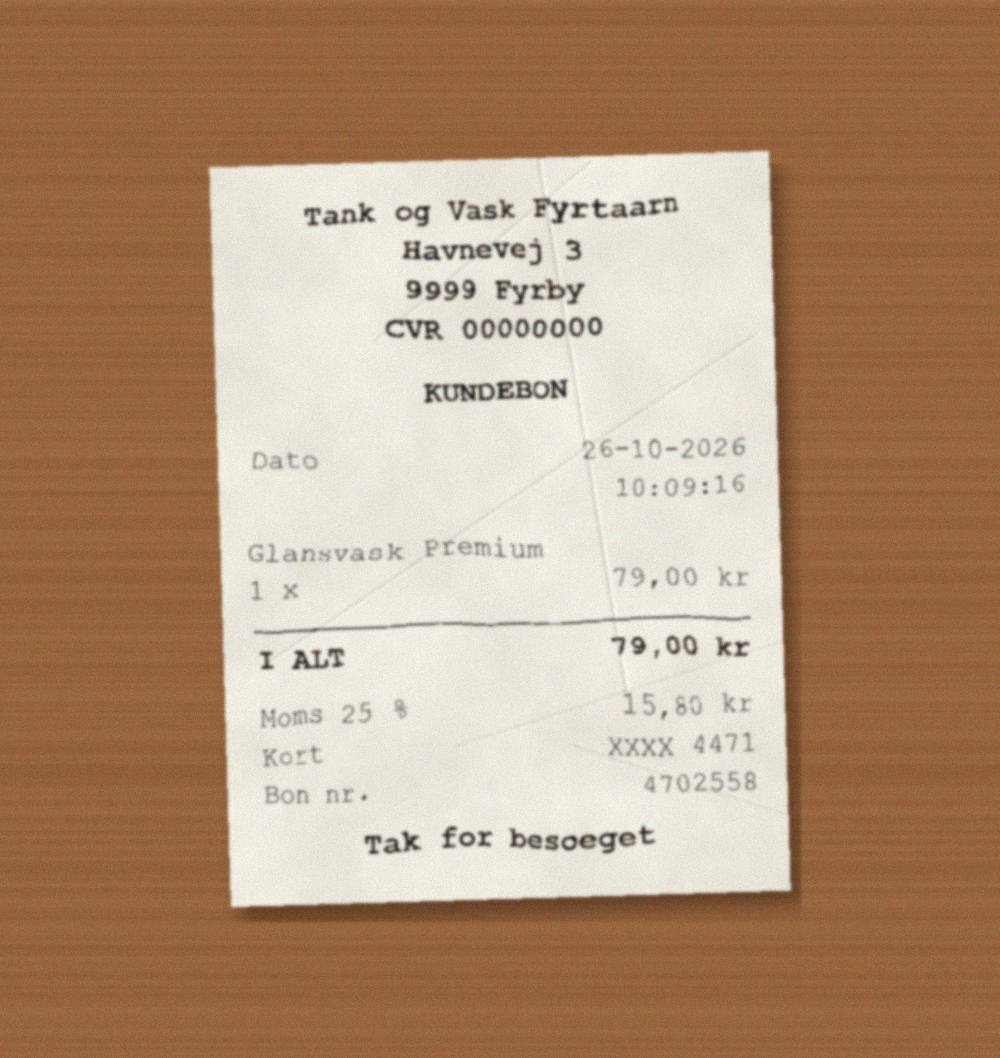 Tank og Vask Fyrtaarn
Havnevej 3
9999 Fyrby
CVR 00000000
KUNDEBON
Dato 26-10-2026
10:09:16
Glansvask Premium
1 x 79,00 kr
I ALT 79,00 kr
Moms 25 % 15,80 kr
Kort XXXX 4471
Bon nr. 4702558
Tak for besoeget